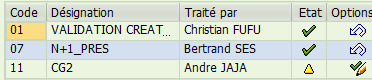 Code Désignation Traité par Etat Options
01 VALIDATION CREAT... Christian FUFU
07 N+1_PRES Bertrand SES
11 CG2 Andre JAJA